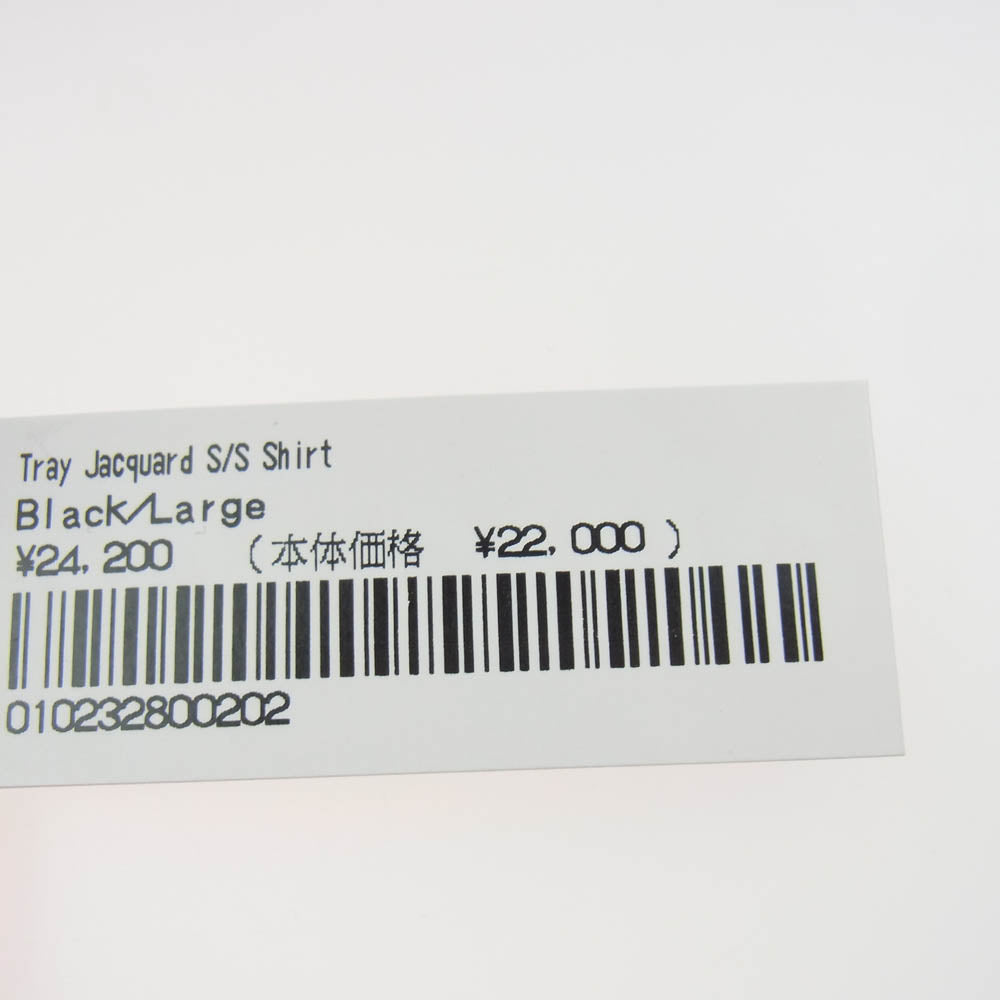 Tray Jacquard S/S Shirt
Black/Large
¥24,200 (本体価格 ¥22,000)
010232800202